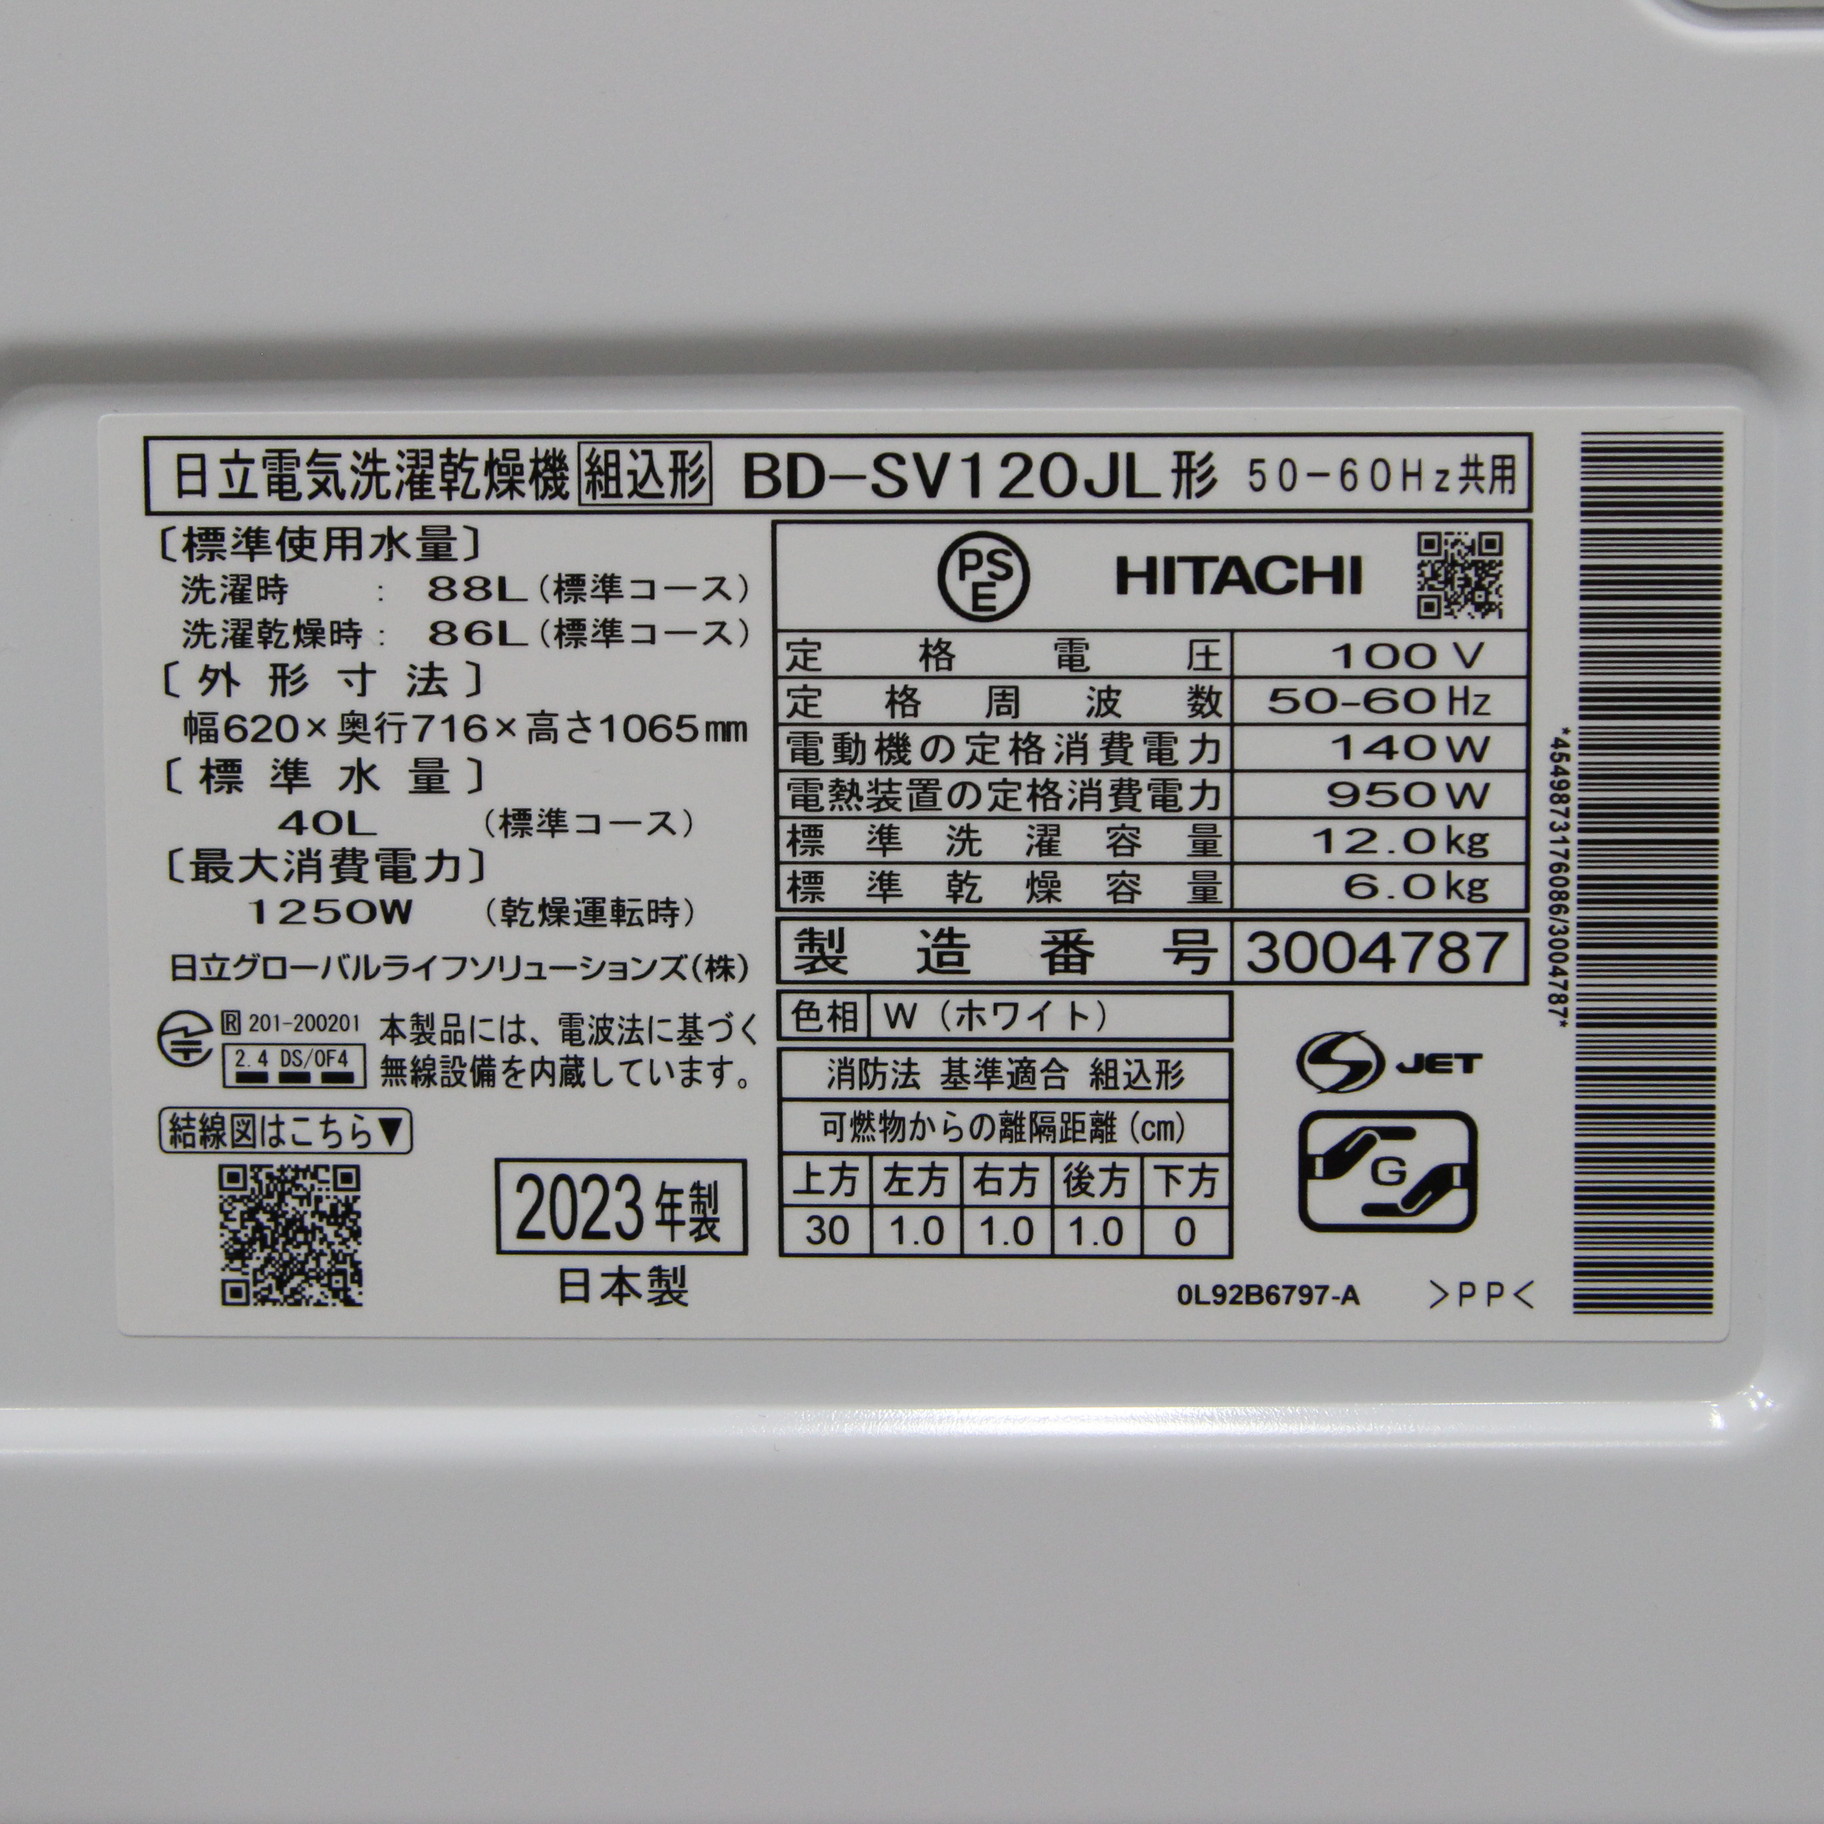 日立電気洗濯乾燥機 組込形 BD-SV120JL形 50-60Hz共用
〔標準使用水量〕
洗濯時 : 88L(標準コース)
洗濯乾燥時: 86L(標準コース)
〔外形寸法〕
幅620×奥行716×高さ1065mm
〔標準水量〕
40L (標準コース)
〔最大消費電力〕
1250W (乾燥運転時)
日立グローバルライフソリューションズ(株)
R 201-200201
2.4 DS/OF4
本製品には、電波法に基づく
無線設備を内蔵しています。
結線図はこちら▼
2023年製
日本製
PSE HITACHI
定格電圧 100V
定格周波数 50-60Hz
電動機の定格消費電力 140W
電熱装置の定格消費電力 950W
標準洗濯容量 12.0kg
標準乾燥容量 6.0kg
製造番号 3004787
色相 W(ホワイト)
消防法 基準適合 組込形
可燃物からの離隔距離(cm)
上方 左方 右方 後方 下方
30 1.0 1.0 1.0 0
S JET
G
0L92B6797-A >PP<
*4549873176086/3004787*